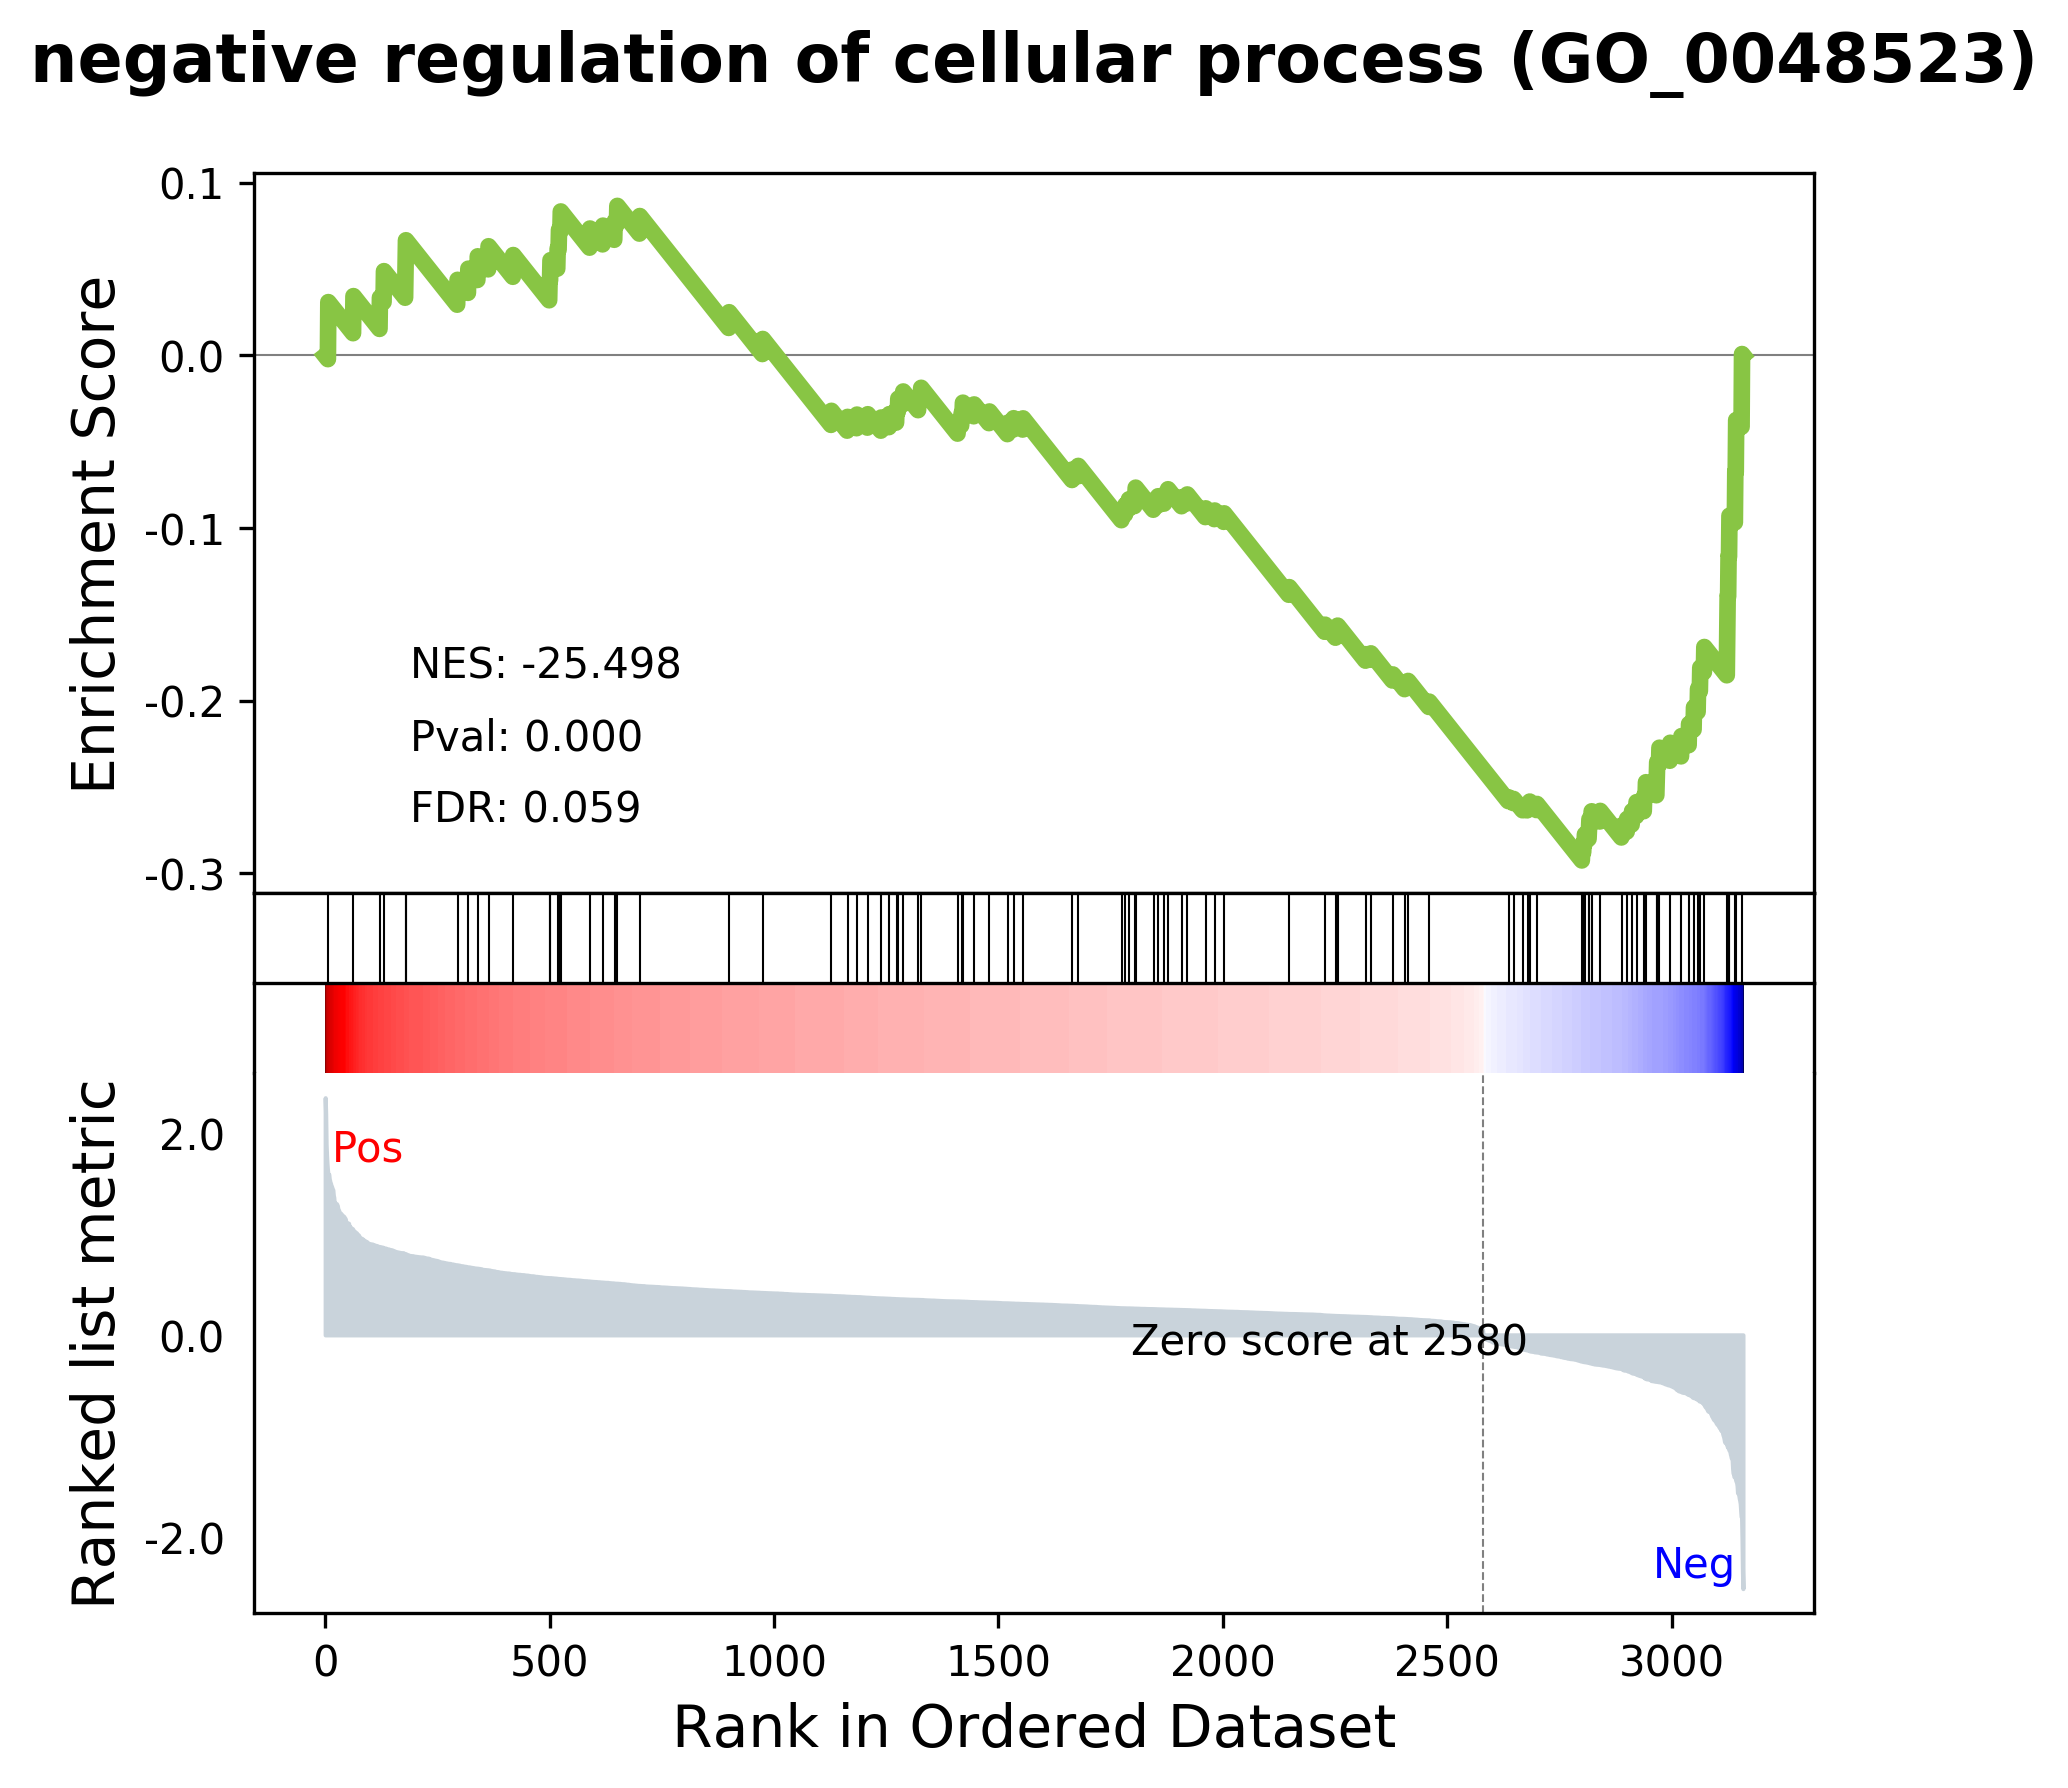 negative regulation of cellular process (GO_0048523)
Enrichment Score
0.1
0.0
-0.1
-0.2
-0.3
NES: -25.498
Pval: 0.000
FDR: 0.059
Ranked list metric
2.0
0.0
-2.0
Pos
Zero score at 2580
Neg
0 500 1000 1500 2000 2500 3000
Rank in Ordered Dataset